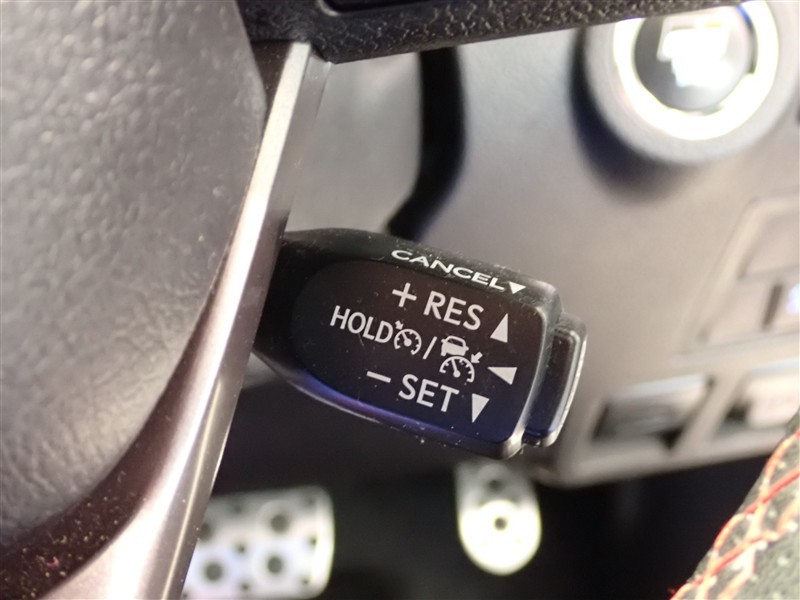 CANCEL▼
+ RES ▲
HOLD / ◀
− SET ▼